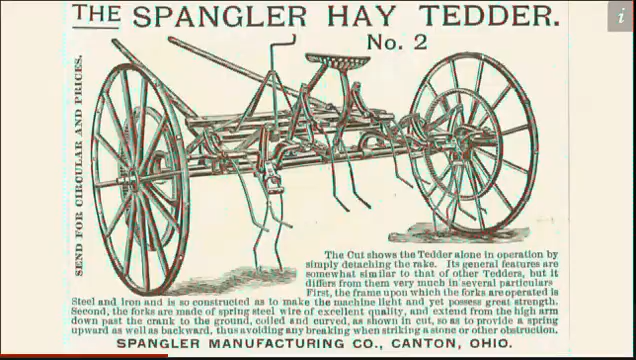 THE SPANGLER HAY TEDDER.
No. 2
SEND FOR CIRCULAR AND PRICES.
The Cut shows the Tedder alone in operation by
simply detaching the rake. Its general features are
somewhat similar to that of other Tedders, but it
differs from them very much in several particulars
First, the frame upon which the forks are operated is
Steel and Iron and is so constructed as to make the machine light and yet possess great strength.
Second, the forks are made of spring steel wire of excellent quality, and extend from the high arm
down past the crank to the ground, coiled and curved, as shown in cut, so as to provide a spring
upward as well as backward, thus avoiding any breaking when striking a stone or other obstruction.
SPANGLER MANUFACTURING CO., CANTON, OHIO.
i